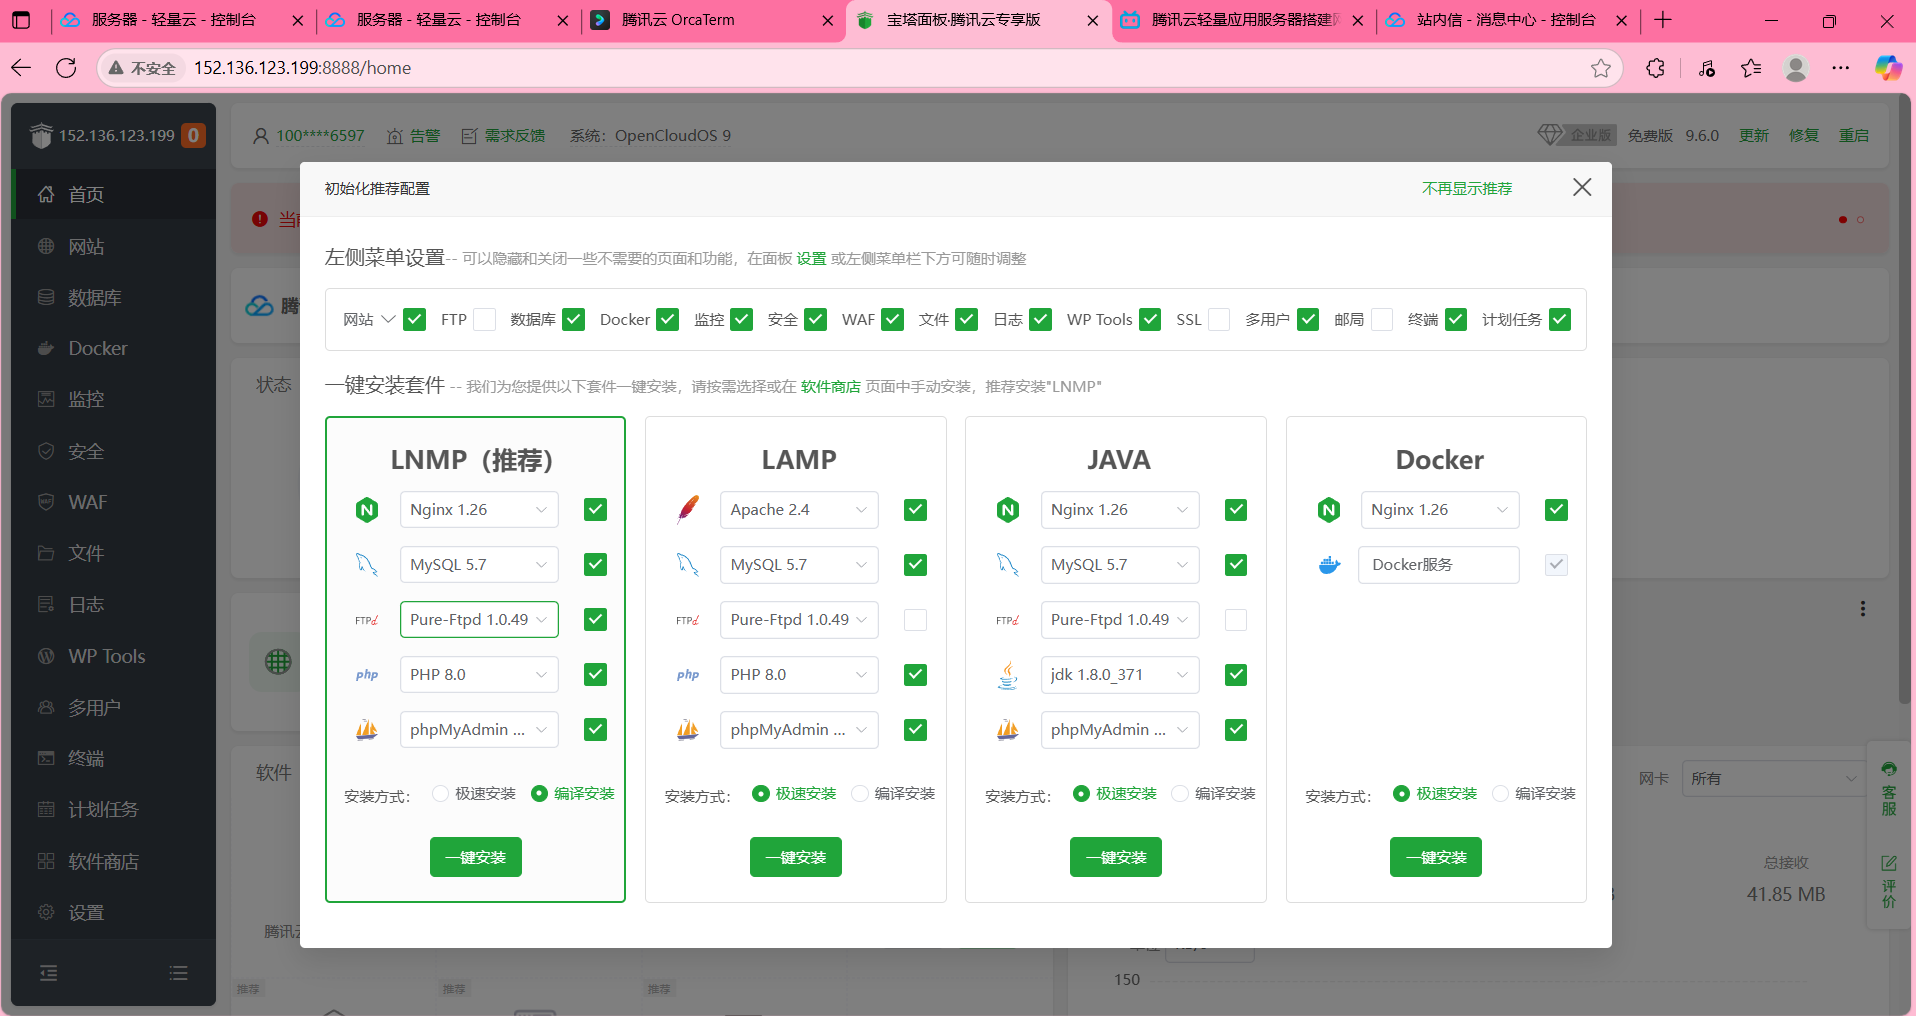 服务器 - 轻量云 - 控制台
服务器 - 轻量云 - 控制台
腾讯云 OrcaTerm
宝塔面板·腾讯云专享版
腾讯云轻量应用服务器搭建
站内信 - 消息中心 - 控制台
不安全 152.136.123.199:8888/home
152.136.123.199 0
100****6597 告警 需求反馈 系统：OpenCloudOS 9
企业版 免费版 9.6.0 更新 修复 重启
首页
网站
数据库
Docker
监控
安全
WAF
文件
日志
WP Tools
多用户
终端
计划任务
软件商店
设置
当前
腾
状态
软件
腾讯云
推荐
推荐
推荐
初始化推荐配置 不再显示推荐
左侧菜单设置-- 可以隐藏和关闭一些不需要的页面和功能，在面板 设置 或左侧菜单栏下方可随时调整
网站 FTP 数据库 Docker 监控 安全 WAF 文件 日志 WP Tools SSL 多用户 邮局 终端 计划任务
一键安装套件 -- 我们为您提供以下套件一键安装，请按需选择或在 软件商店 页面中手动安装，推荐安装"LNMP"
LNMP（推荐）
Nginx 1.26
MySQL 5.7
FTPd Pure-Ftpd 1.0.49
php PHP 8.0
phpMyAdmin ...
安装方式： 极速安装 编译安装
一键安装
LAMP
Apache 2.4
MySQL 5.7
FTPd Pure-Ftpd 1.0.49
php PHP 8.0
phpMyAdmin ...
安装方式： 极速安装 编译安装
一键安装
JAVA
Nginx 1.26
MySQL 5.7
FTPd Pure-Ftpd 1.0.49
jdk 1.8.0_371
phpMyAdmin ...
安装方式： 极速安装 编译安装
一键安装
Docker
Nginx 1.26
Docker服务
安装方式： 极速安装 编译安装
一键安装
网卡 所有
总接收
41.85 MB
150
客服
评价